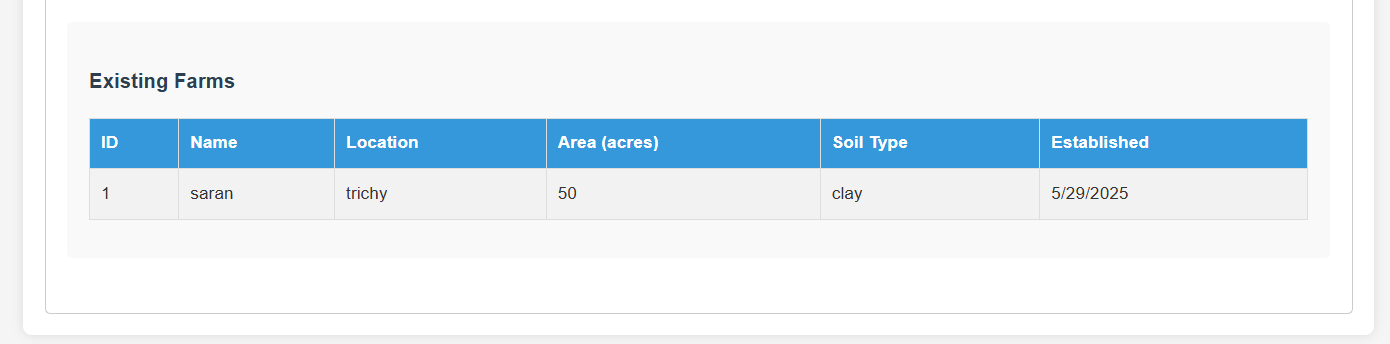 Existing Farms
ID Name Location Area (acres) Soil Type Established
1 saran trichy 50 clay 5/29/2025